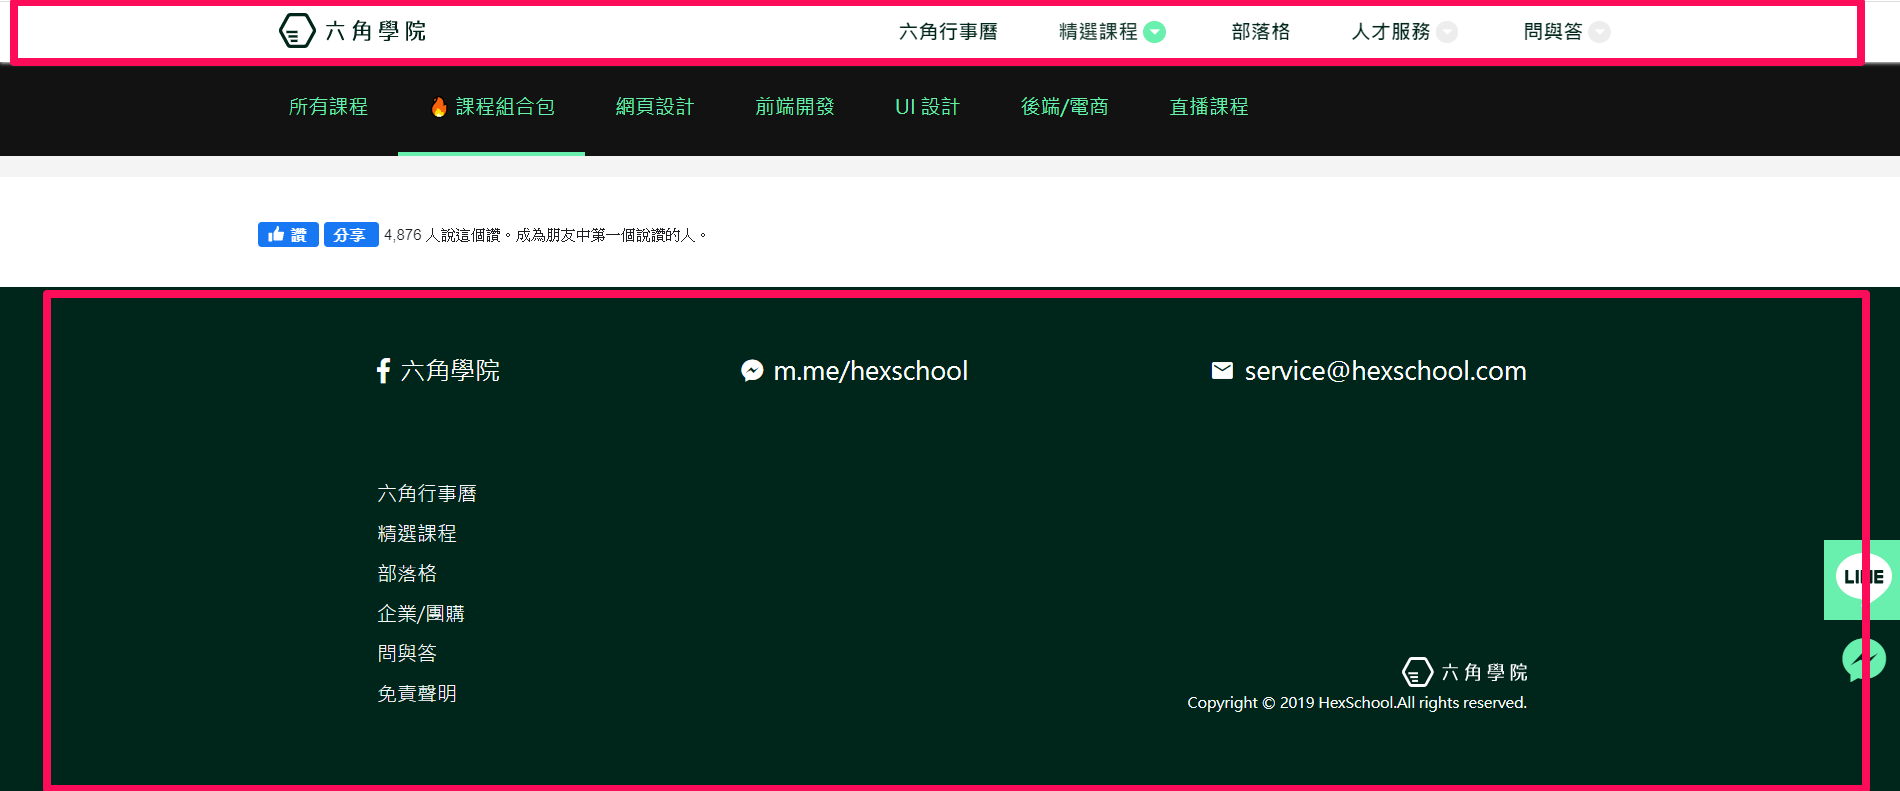 六角學院 六角行事曆 精選課程 部落格 人才服務 問與答
所有課程 課程組合包 網頁設計 前端開發 UI 設計 後端/電商 直播課程
讚 分享 4,876 人說這個讚。成為朋友中第一個說讚的人。
六角學院 m.me/hexschool service@hexschool.com
六角行事曆
精選課程
部落格
企業/團購
LINE
問與答
六角學院
免責聲明
Copyright © 2019 HexSchool.All rights reserved.